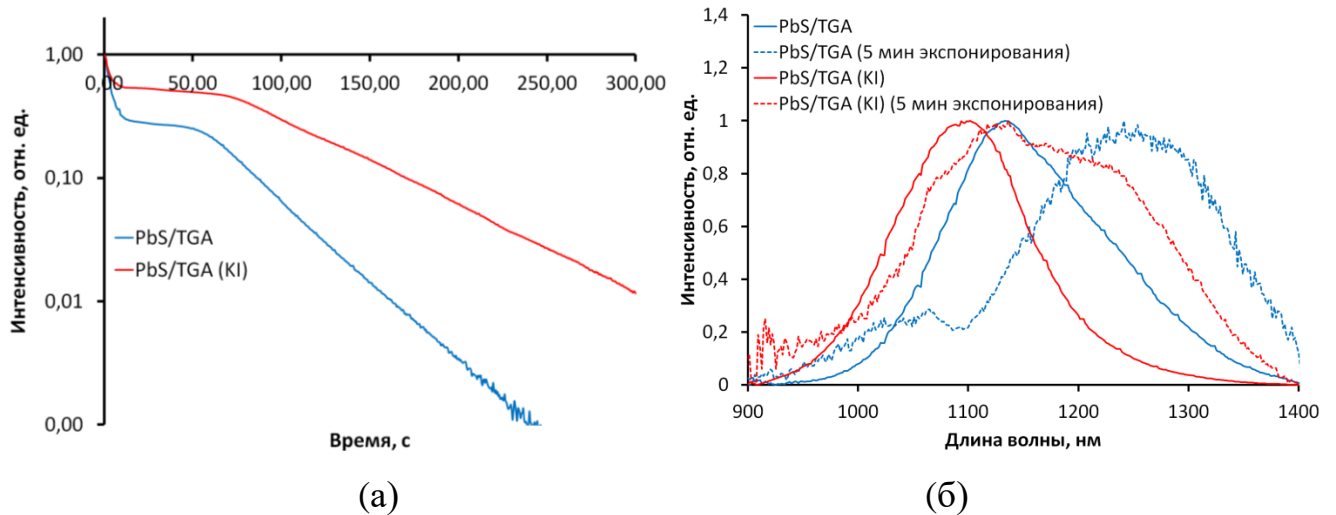 1,00
0,10
0,01
0,00
0,00
50,00
100,00
150,00
200,00
250,00
300,00
Интенсивность, отн. ед.
PbS/TGA
PbS/TGA (KI)
Время, с
(а)
1,4
1,2
1
0,8
0,6
0,4
0,2
0
Интенсивность, отн. ед.
PbS/TGA
PbS/TGA (5 мин экспонирования)
PbS/TGA (KI)
PbS/TGA (KI) (5 мин экспонирования)
900
1000
1100
1200
1300
1400
Длина волны, нм
(б)